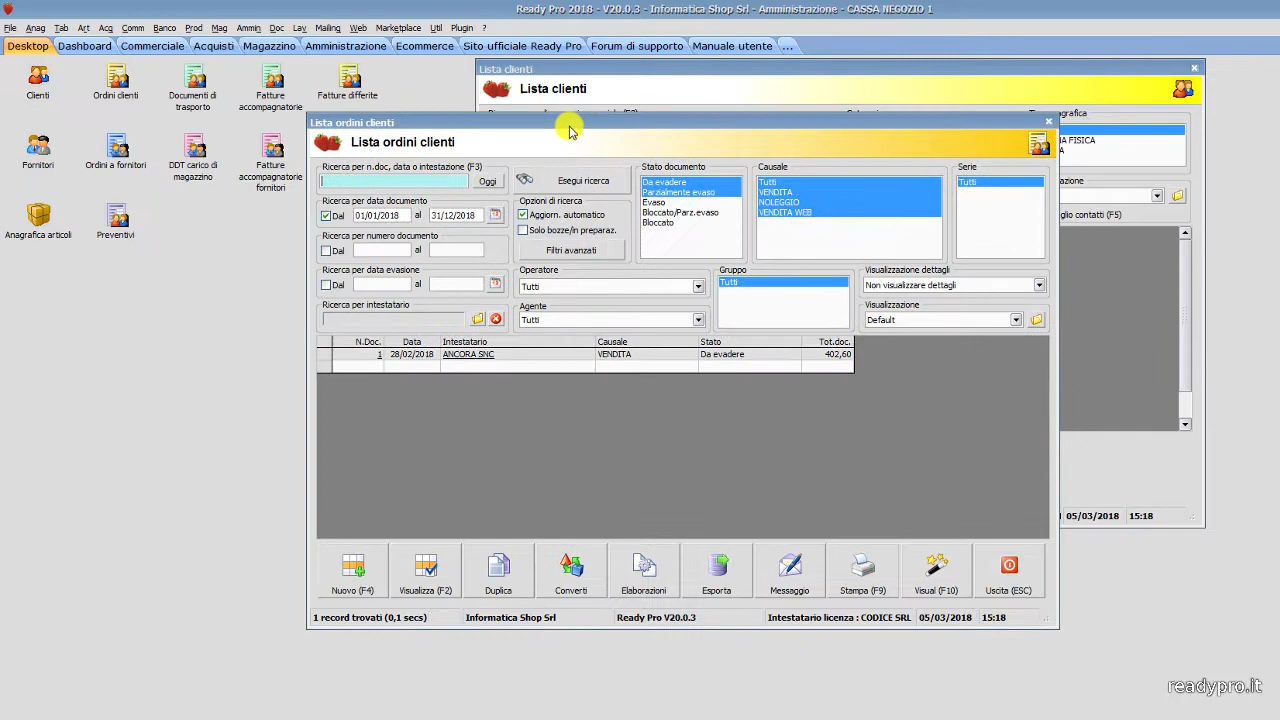 Ready Pro 2018 - V20.0.3 - Informatica Shop Srl - Amministrazione - CASSA NEGOZIO 1
File Anag Tab Act Acq Comm Banco Prod Mag Ammin Doc Lay Mailing Web Marketplace Util Plugin ?
Desktop Dashboard Commerciale Acquisti Magazzino Amministrazione Ecommerce Sito ufficiale Ready Pro Forum di supporto Manuale utente ...
Clienti
Ordini clienti
Documenti di trasporto
Fatture accompagnatorie
Fatture differite
Fornitori
Ordini a fornitori
DDT carico di magazzino
Fatture accompagnatorie fornitori
Anagrafica articoli
Preventivi
Lista clienti
Lista clienti
A FISICA
Lista ordini clienti
Lista ordini clienti
Ricerca per n.doc, data o intestazione (F3)
Oggi
Esegui ricerca
Ricerca per data documento
Dal 01/01/2018 al 31/12/2018
Opzioni di ricerca
Aggiorn. automatico
Solo bozze/in preparaz.
Ricerca per numero documento
Dal al
Filtri avanzati
Ricerca per data evasione
Dal al
Ricerca per intestatario
Operatore
Tutti
Agente
Tutti
Stato documento
Da evadere
Parzialmente evaso
Evaso
Bloccato/Parz.evaso
Bloccato
Causale
Tutti
VENDITA
NOLEGGIO
VENDITA WEB
Serie
Tutti
Gruppo
Tutti
Visualizzazione dettagli
Non visualizzare dettagli
Visualizzazione
Default
glio contatti (F5)
N.Doc. Data Intestatario Causale Stato Tot.doc.
1 28/02/2018 ANCORA SNC VENDITA Da evadere 402,60
Nuovo (F4) Visualizza (F2) Duplica Converti Elaborazioni Esporta Messaggio Stampa (F9) Visual (F10) Uscita (ESC)
1 record trovati (0,1 secs) Informatica Shop Srl Ready Pro V20.0.3 Intestatario licenza : CODICE SRL 05/03/2018 15:18
05/03/2018 15:18
readypro.it